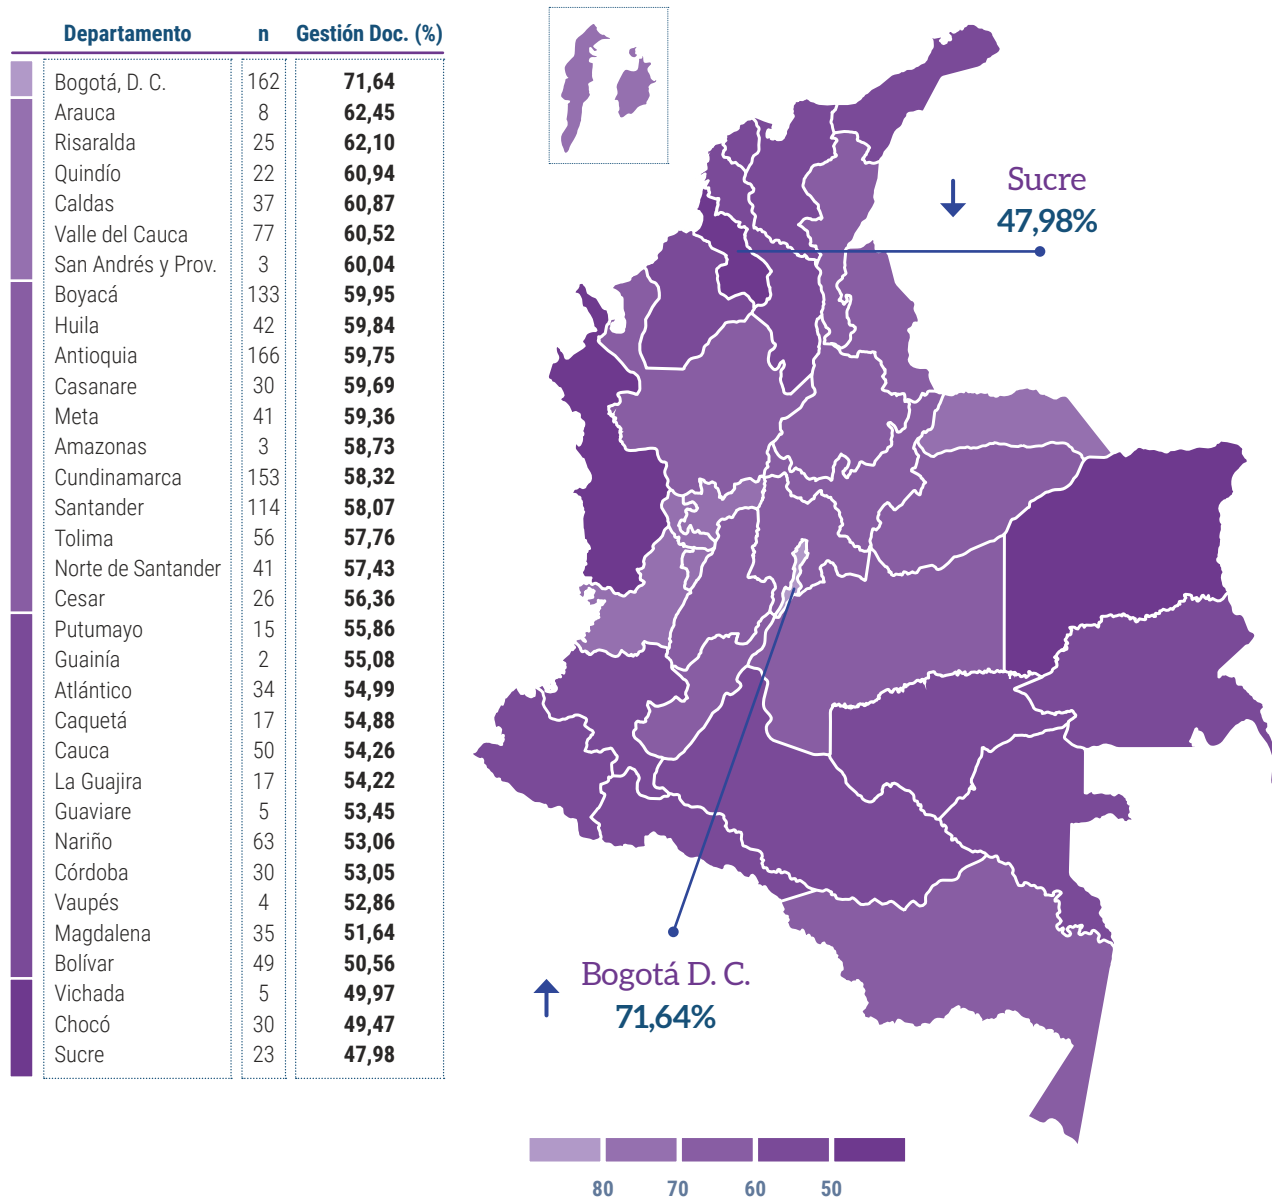 Departamento n Gestión Doc. (%)
Bogotá, D. C. 162 71,64
Arauca 8 62,45
Risaralda 25 62,10
Quindío 22 60,94
Caldas 37 60,87
Valle del Cauca 77 60,52
San Andrés y Prov. 3 60,04
Boyacá 133 59,95
Huila 42 59,84
Antioquia 166 59,75
Casanare 30 59,69
Meta 41 59,36
Amazonas 3 58,73
Cundinamarca 153 58,32
Santander 114 58,07
Tolima 56 57,76
Norte de Santander 41 57,43
Cesar 26 56,36
Putumayo 15 55,86
Guainía 2 55,08
Atlántico 34 54,99
Caquetá 17 54,88
Cauca 50 54,26
La Guajira 17 54,22
Guaviare 5 53,45
Nariño 63 53,06
Córdoba 30 53,05
Vaupés 4 52,86
Magdalena 35 51,64
Bolívar 49 50,56
Vichada 5 49,97
Chocó 30 49,47
Sucre 23 47,98
Sucre
47,98%
Bogotá D. C.
71,64%
80 70 60 50